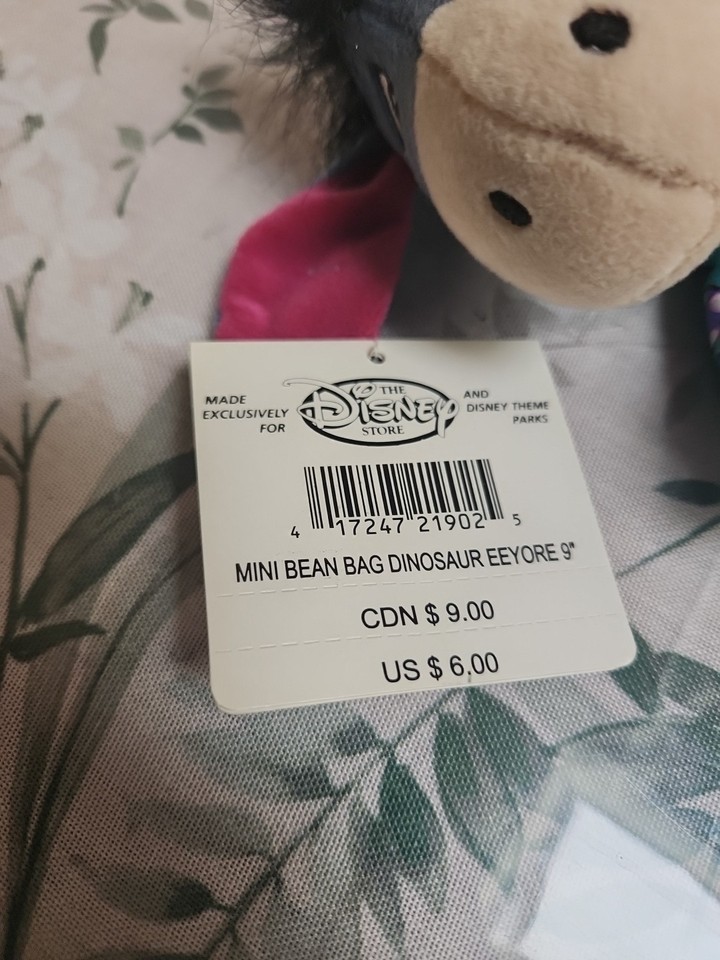 MADE EXCLUSIVELY FOR
THE
DISNEY
STORE
AND DISNEY THEME PARKS
4 17247 21902 5
MINI BEAN BAG DINOSAUR EEYORE 9"
CDN $ 9.00
US $ 6.00